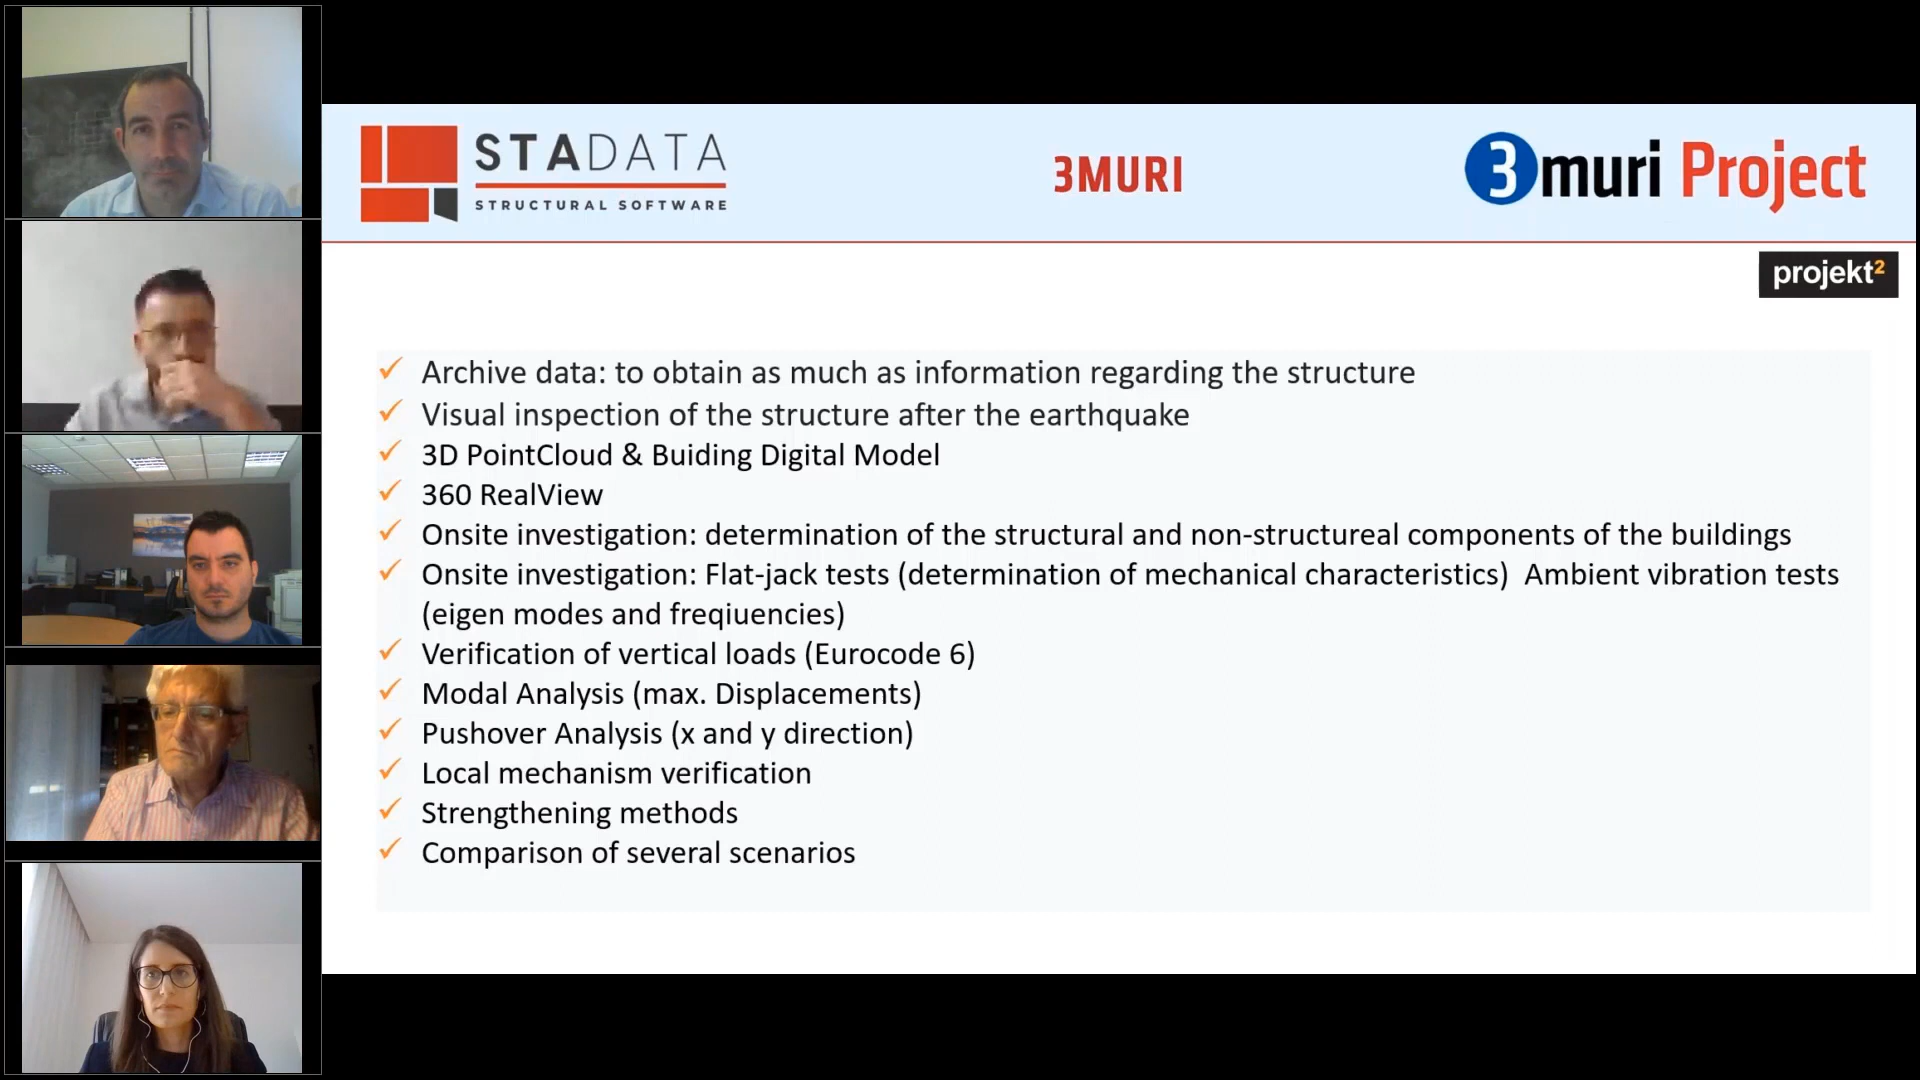 STADATA
STRUCTURAL SOFTWARE
3MURI
3muri Project
projekt²
✓ Archive data: to obtain as much as information regarding the structure
✓ Visual inspection of the structure after the earthquake
✓ 3D PointCloud & Buiding Digital Model
✓ 360 RealView
✓ Onsite investigation: determination of the structural and non-structureal components of the buildings
✓ Onsite investigation: Flat-jack tests (determination of mechanical characteristics) Ambient vibration tests
(eigen modes and freqiuencies)
✓ Verification of vertical loads (Eurocode 6)
✓ Modal Analysis (max. Displacements)
✓ Pushover Analysis (x and y direction)
✓ Local mechanism verification
✓ Strengthening methods
✓ Comparison of several scenarios